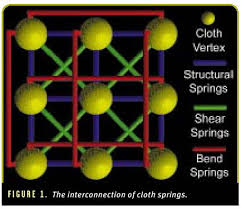 Cloth
Vertex
Structural
Springs
Shear
Springs
Bend
Springs
FIGURE 1. The interconnection of cloth springs.